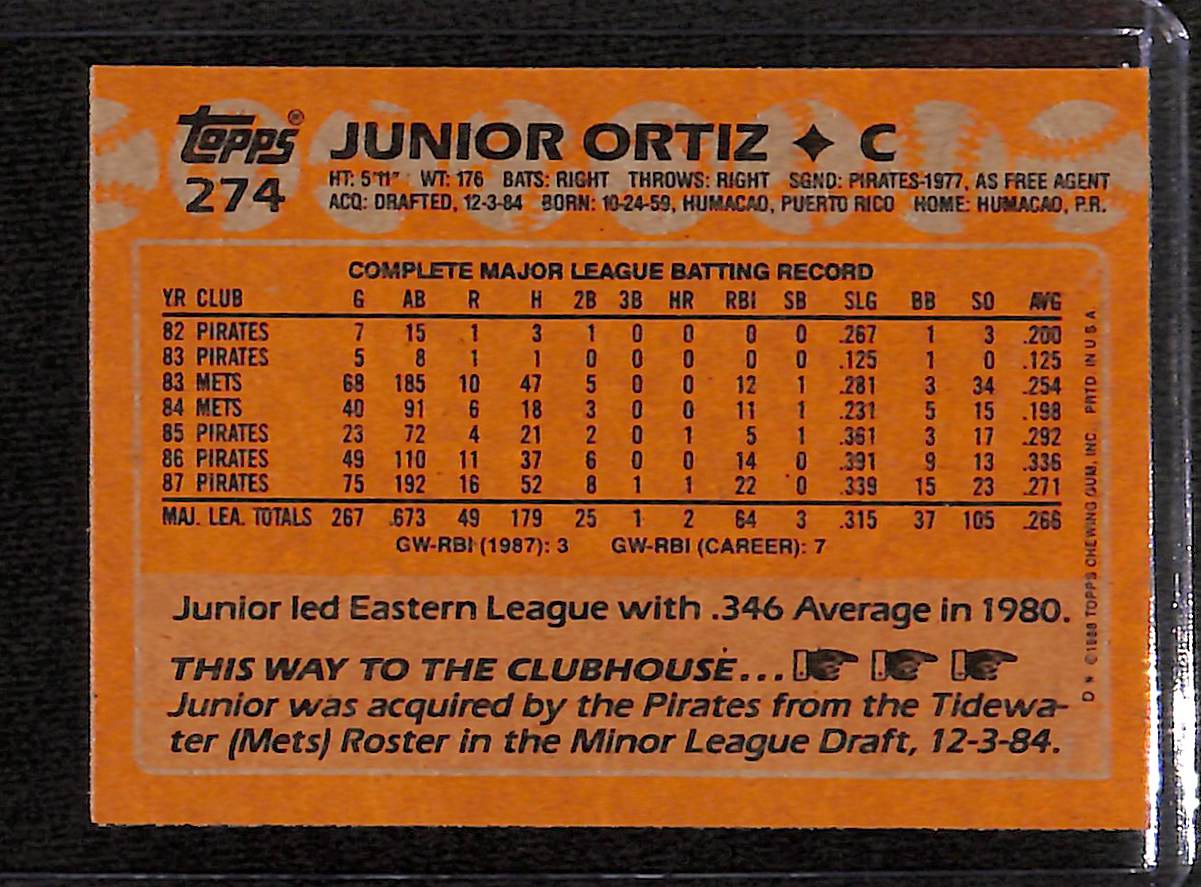 Topps® JUNIOR ORTIZ ✦ C
274
HT: 5'11" WT: 176 BATS: RIGHT THROWS: RIGHT SGND: PIRATES-1977, AS FREE AGENT
ACQ: DRAFTED, 12-3-84 BORN: 10-24-59, HUMACAO, PUERTO RICO HOME: HUMACAO, P.R.
COMPLETE MAJOR LEAGUE BATTING RECORD
YR CLUB G AB R H 2B 3B HR RBI SB SLG BB SO AVG
82 PIRATES 7 15 1 3 1 0 0 0 0 .267 1 3 .200
83 PIRATES 5 8 1 1 0 0 0 0 0 .125 1 0 .125
83 METS 68 185 10 47 5 0 0 12 1 .281 3 34 .254
84 METS 40 91 6 18 3 0 0 11 1 .231 5 15 .198
85 PIRATES 23 72 4 21 2 0 1 5 1 .361 3 17 .292
86 PIRATES 49 110 11 37 6 0 0 14 0 .391 9 13 .336
87 PIRATES 75 192 16 52 8 1 1 22 0 .339 15 23 .271
MAJ. LEA. TOTALS 267 673 49 179 25 1 2 64 3 .315 37 105 .266
GW-RBI (1987): 3 GW-RBI (CAREER): 7
Junior led Eastern League with .346 Average in 1980.
THIS WAY TO THE CLUBHOUSE...
Junior was acquired by the Pirates from the Tidewa-
ter (Mets) Roster in the Minor League Draft, 12-3-84.
D * © 1988 TOPPS CHEWING GUM, INC. PRTD IN U S A